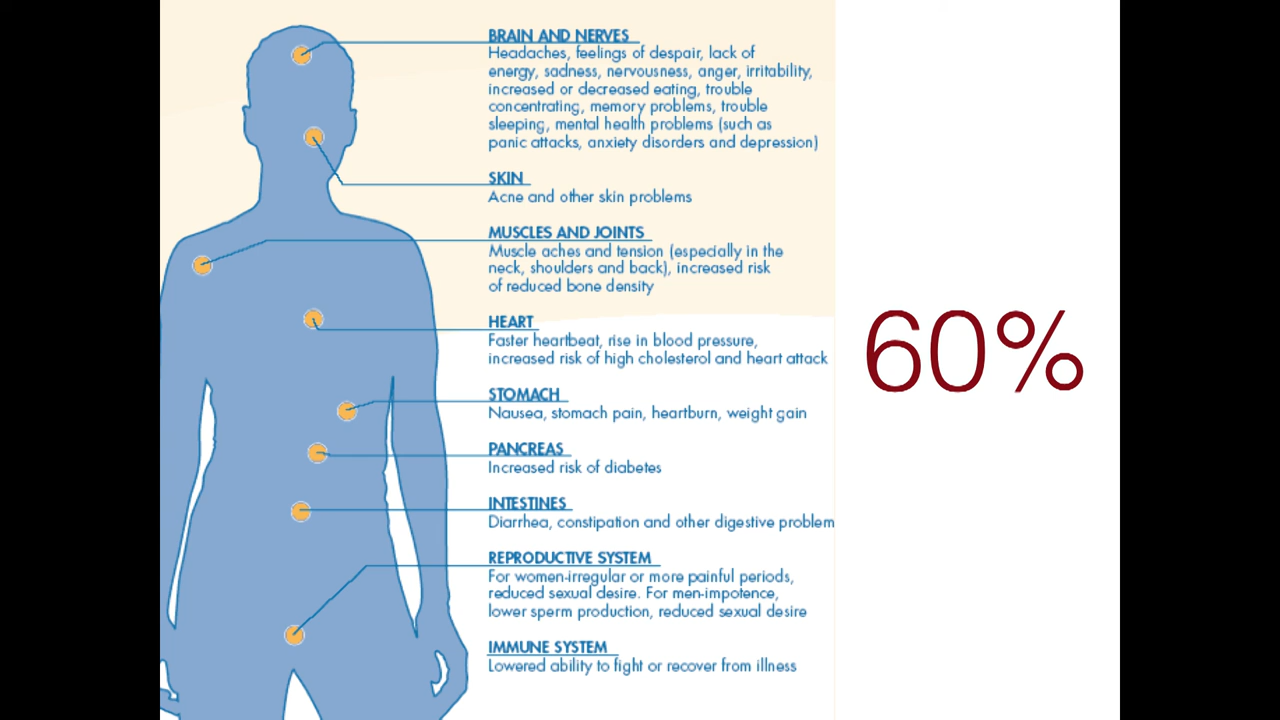 BRAIN AND NERVES
Headaches, feelings of despair, lack of
energy, sadness, nervousness, anger, irritability,
increased or decreased eating, trouble
concentrating, memory problems, trouble
sleeping, mental health problems (such as
panic attacks, anxiety disorders and depression)
SKIN
Acne and other skin problems
MUSCLES AND JOINTS
Muscle aches and tension (especially in the
neck, shoulders and back), increased risk
of reduced bone density
HEART
Faster heartbeat, rise in blood pressure,
increased risk of high cholesterol and heart attack
STOMACH
Nausea, stomach pain, heartburn, weight gain
PANCREAS
Increased risk of diabetes
INTESTINES
Diarrhea, constipation and other digestive problem
REPRODUCTIVE SYSTEM
For women-irregular or more painful periods,
reduced sexual desire. For men-impotence,
lower sperm production, reduced sexual desire
IMMUNE SYSTEM
Lowered ability to fight or recover from illness
60%